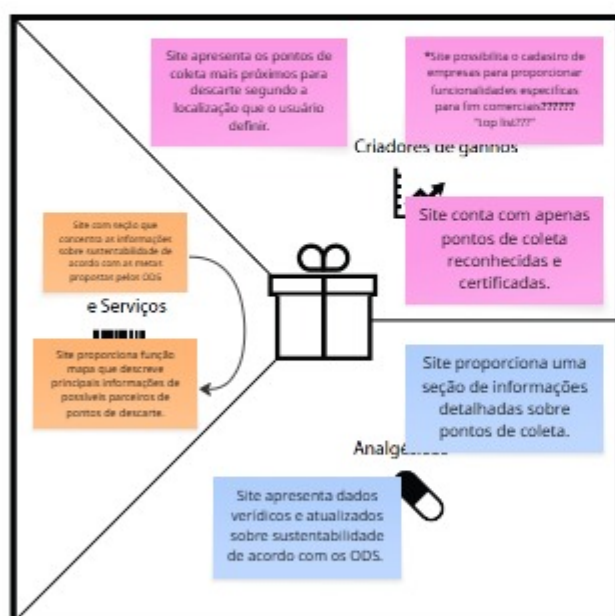 Site apresenta os pontos de
coleta mais próximos para
descarte segundo a
localização que o usuário
definir.
*Site possibilita o cadastro de
empresas para proporcionar
funcionalidades específicas
para fim comerciais??????
"top list???"
Criadores de ganhos
Site conta com apenas
pontos de coleta
reconhecidas e
certificadas.
Site com seção que
concentra as informações
sobre sustentabilidade de
acordo com as metas
propostas pelos ODS
e Serviços
Site proporciona função
mapa que descreve
principais informações de
possíveis parceiros de
pontos de descarte.
Site proporciona uma
seção de informações
detalhadas sobre
pontos de coleta.
Site apresenta dados
verídicos e atualizados
sobre sustentabilidade
de acordo com os ODS.